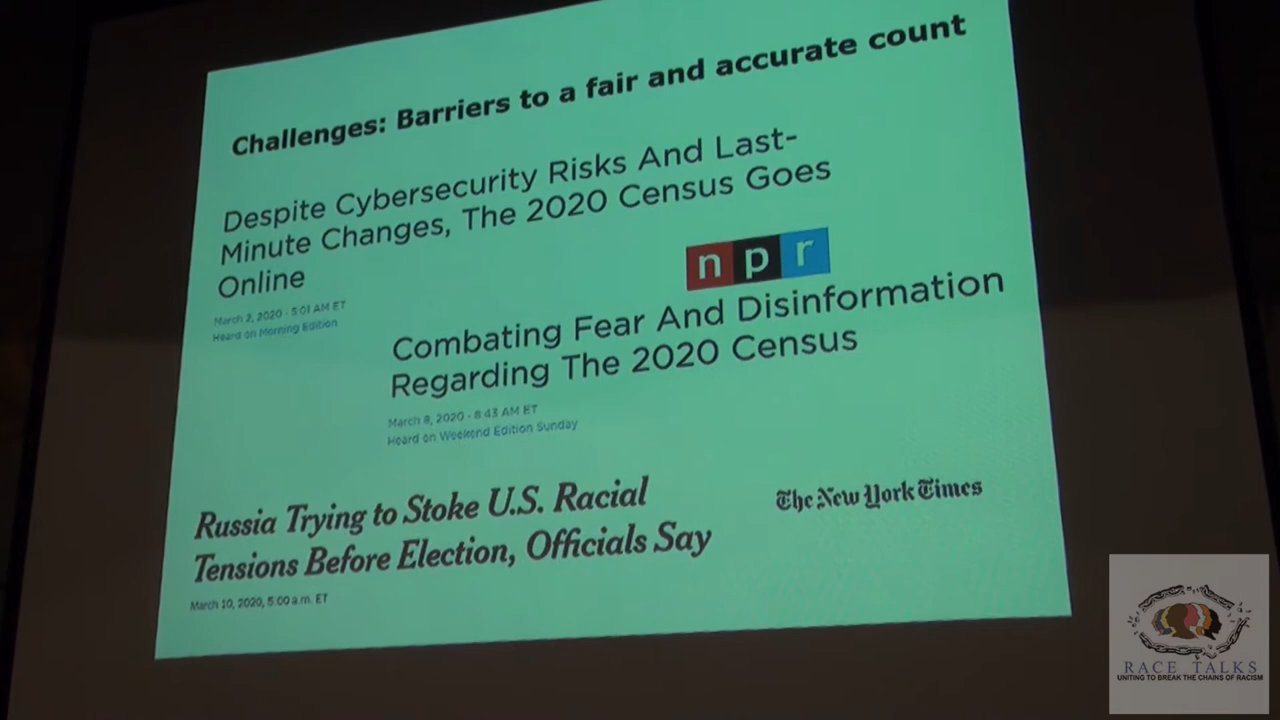 Challenges: Barriers to a fair and accurate count
Despite Cybersecurity Risks And Last-
Minute Changes, The 2020 Census Goes
Online
March 2, 2020 · 5:01 AM ET
Heard on Morning Edition
npr
Combating Fear And Disinformation
Regarding The 2020 Census
March 8, 2020 · 8:43 AM ET
Heard on Weekend Edition Sunday
Russia Trying to Stoke U.S. Racial
Tensions Before Election, Officials Say
March 10, 2020, 5:00 a.m. ET
The New York Times
RACE TALKS
UNITING TO BREAK THE CHAINS OF RACISM